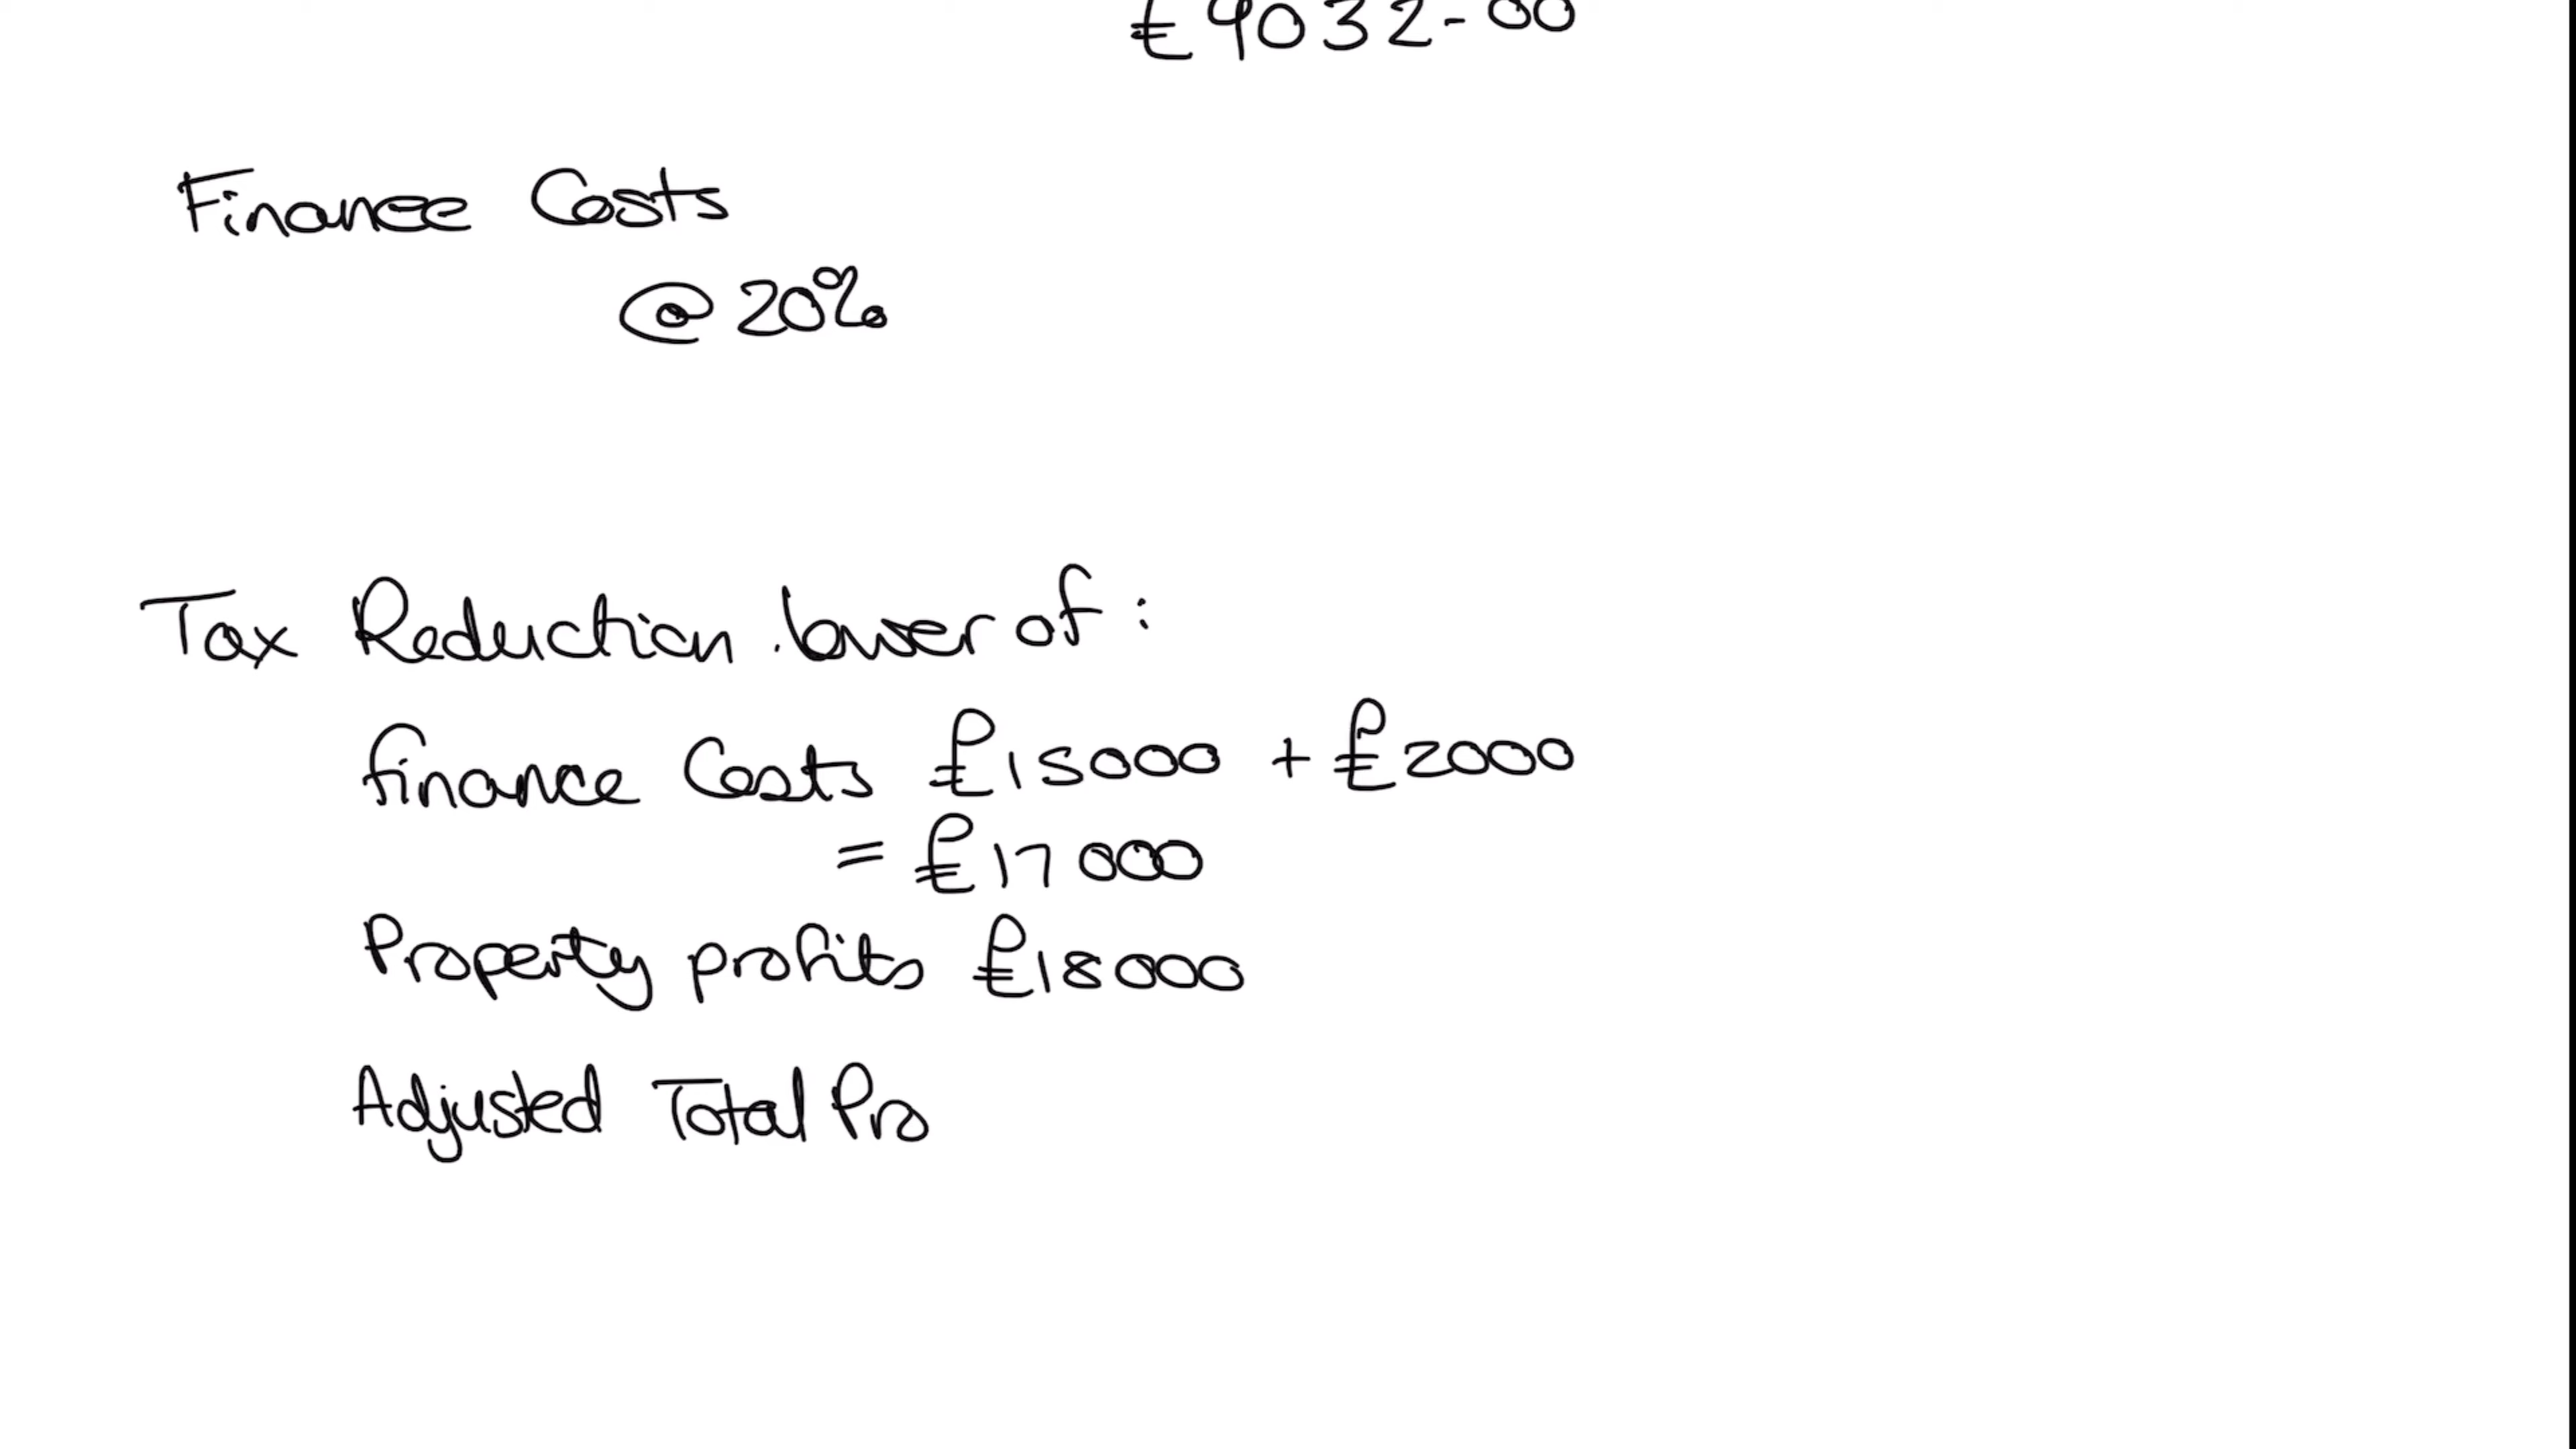 £9032-00
Finance Costs
@ 20%
Tax Reduction lower of:
finance Costs £15000 + £2000
= £17000
Property profits £18000
Adjusted Total Pro